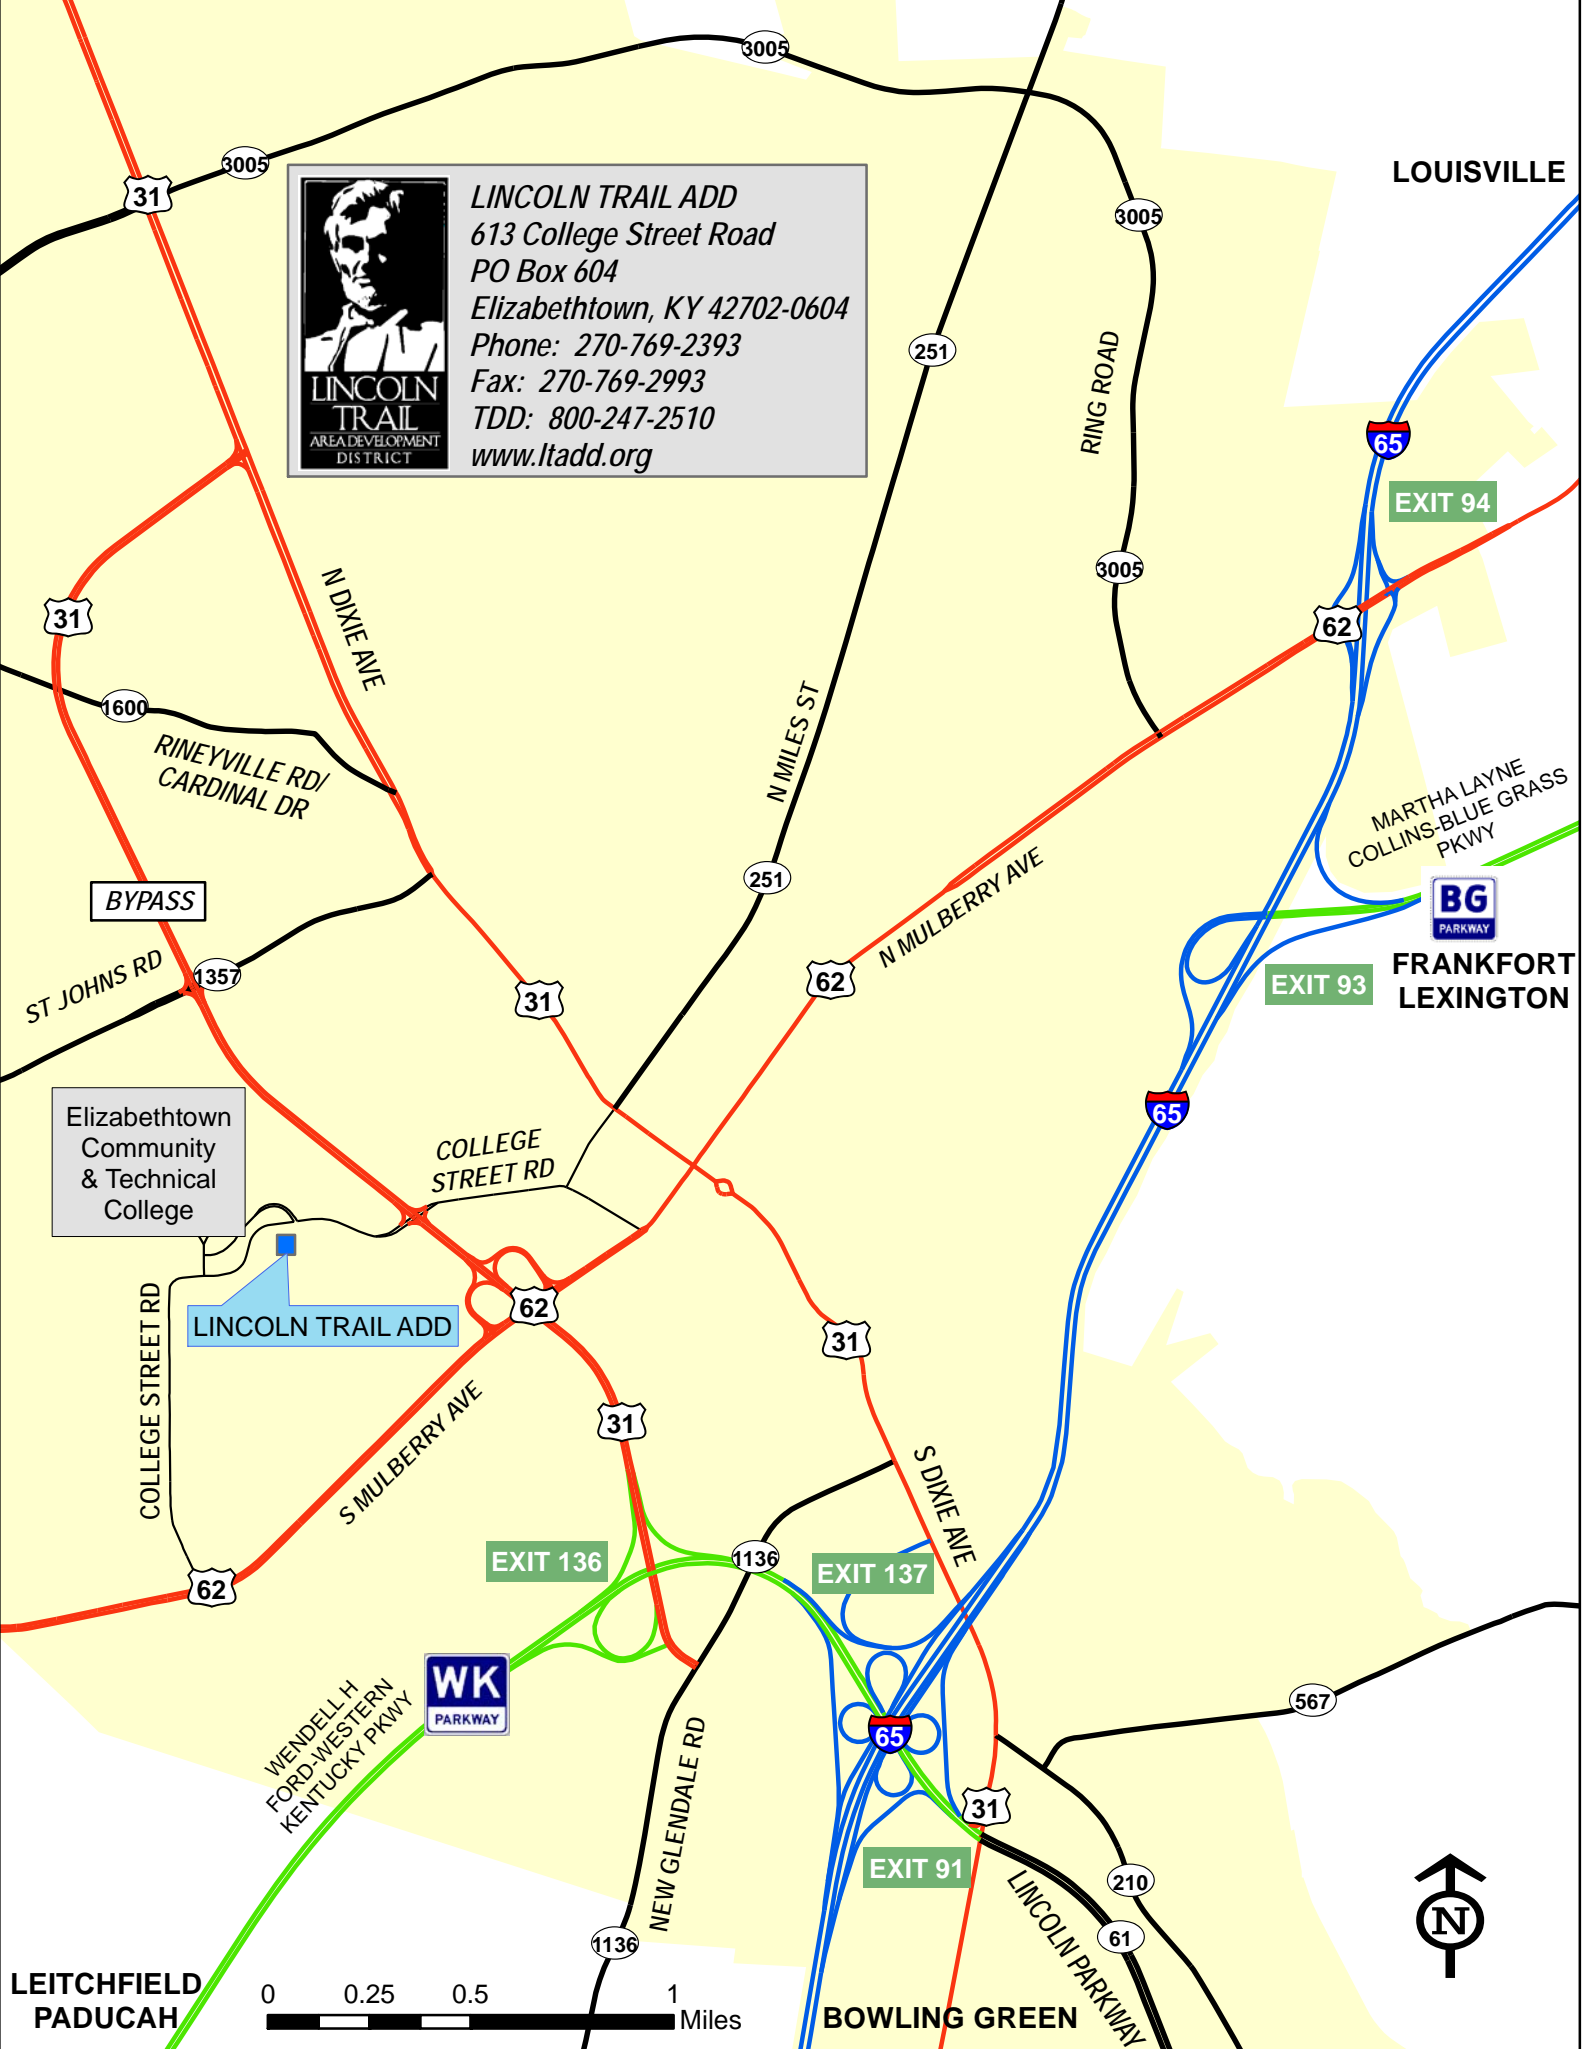 3005
3005
31
LINCOLN TRAIL ADD
613 College Street Road
PO Box 604
Elizabethtown, KY 42702-0604
Phone: 270-769-2393
Fax: 270-769-2993
TDD: 800-247-2510
www.ltadd.org
LINCOLN
TRAIL
AREA DEVELOPMENT
DISTRICT
LOUISVILLE
3005
251
RING ROAD
65
EXIT 94
3005
31
N DIXIE AVE
62
1600
RINEYVILLE RD/
CARDINAL DR
N MILES ST
MARTHA LAYNE
COLLINS-BLUE GRASS
PKWY
251
BYPASS
N MULBERRY AVE
BG
PARKWAY
ST JOHNS RD
1357
31
62
EXIT 93
FRANKFORT
LEXINGTON
65
Elizabethtown
Community
& Technical
College
COLLEGE
STREET RD
LINCOLN TRAIL ADD
62
31
COLLEGE STREET RD
S MULBERRY AVE
31
S DIXIE AVE
EXIT 136
1136
EXIT 137
62
WK
PARKWAY
WENDELL H
FORD-WESTERN
KENTUCKY PKWY
NEW GLENDALE RD
65
567
31
EXIT 91
210
LINCOLN PARKWAY
61
1136
N
LEITCHFIELD
PADUCAH
0 0.25 0.5 1
Miles
BOWLING GREEN